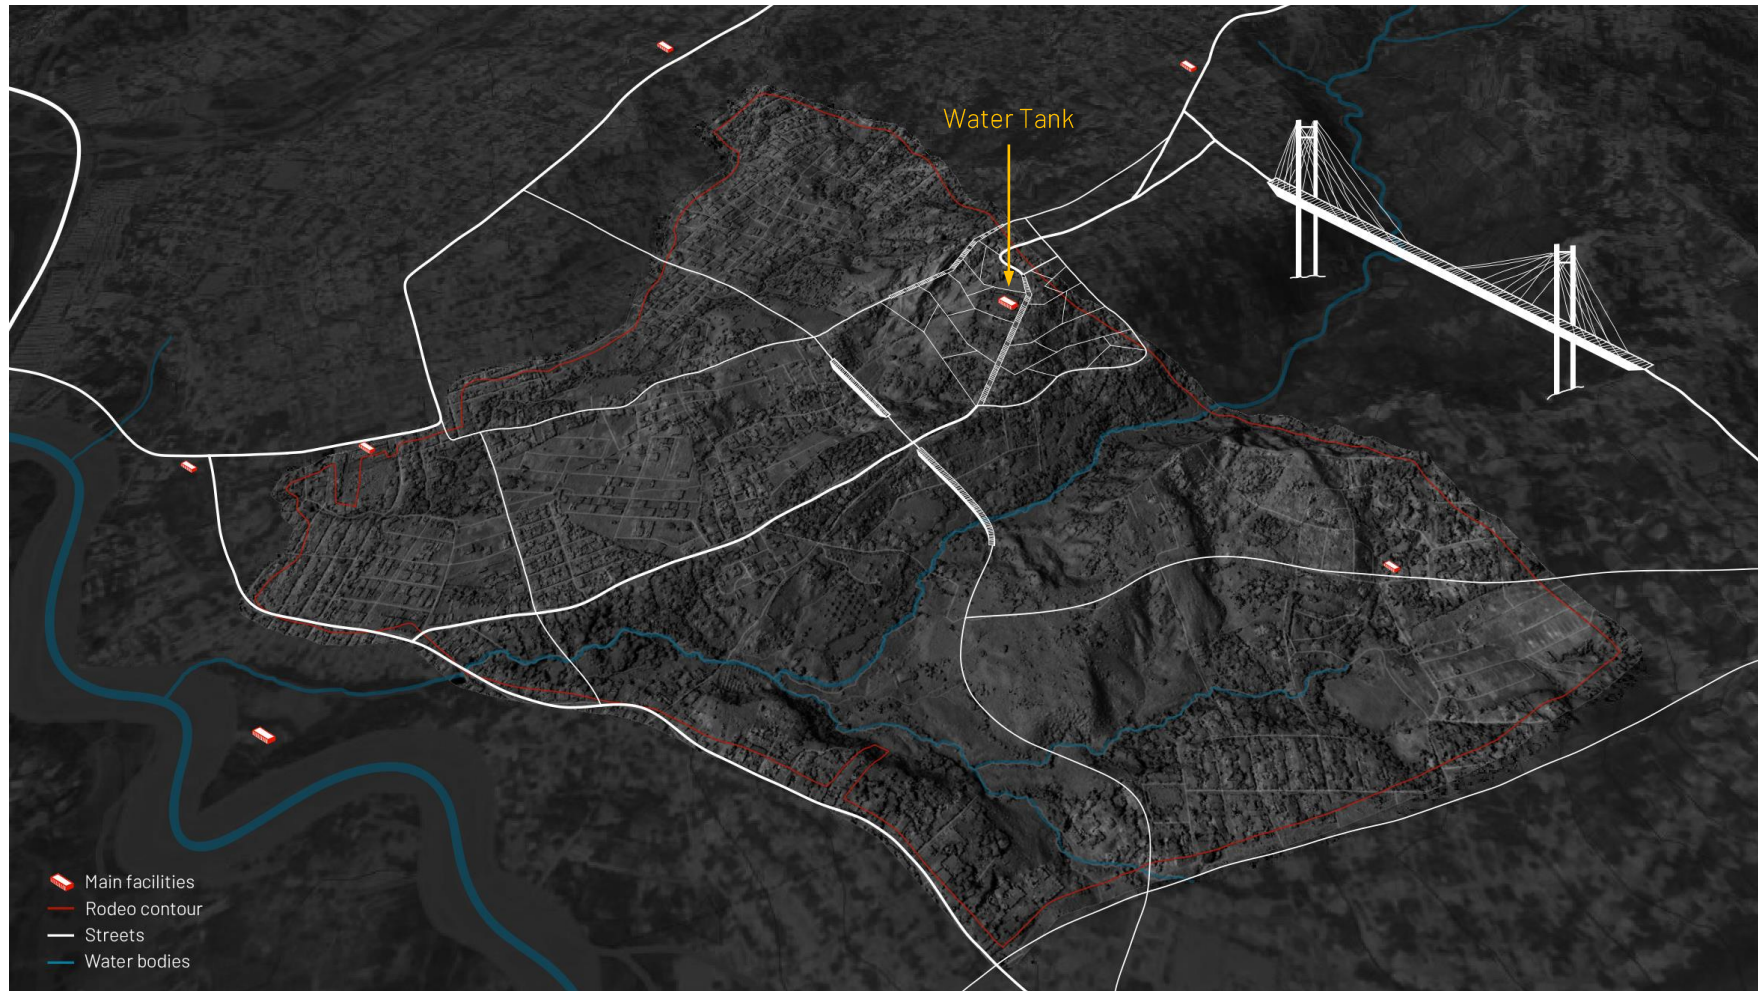 Water Tank
Main facilities
Rodeo contour
Streets
Water bodies